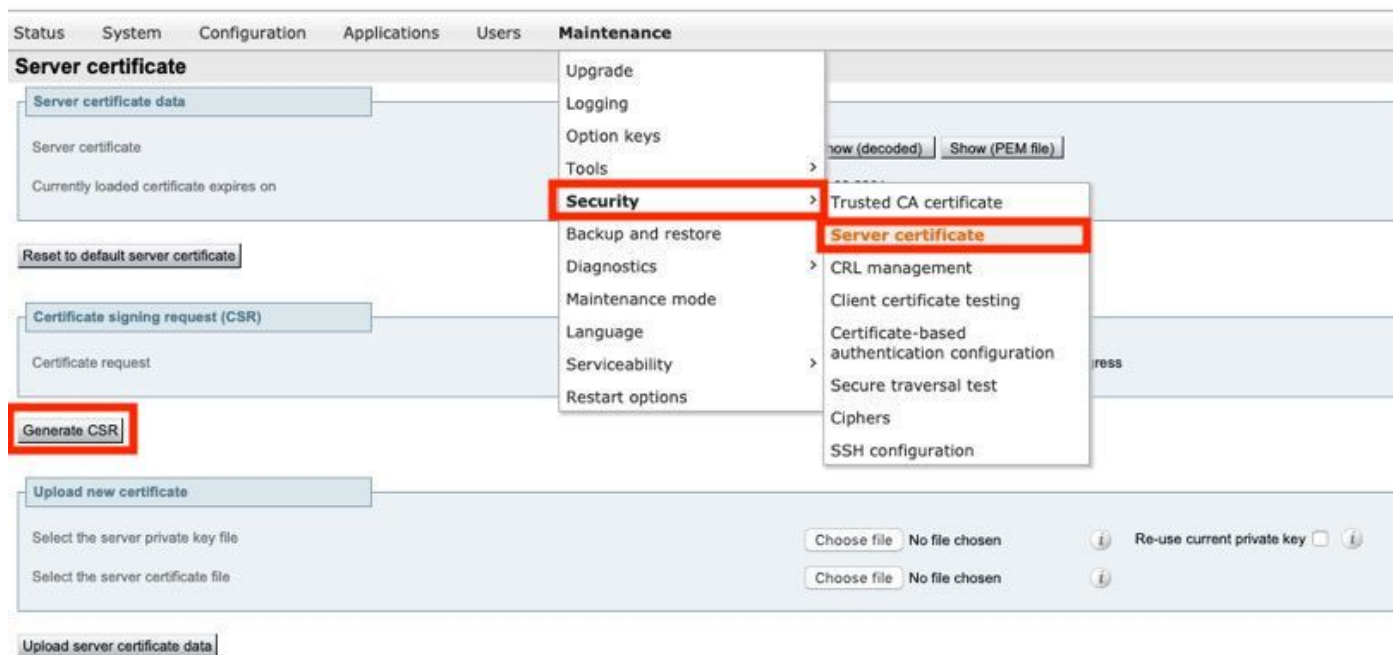 Status System Configuration Applications Users Maintenance
Server certificate
Server certificate data
Server certificate
Show (PEM file)
Currently loaded certificate expires on
Reset to default server certificate
Certificate signing request (CSR)
Certificate request
Generate CSR
Upload new certificate
Select the server private key file
Choose file No file chosen
Re-use current private key
Select the server certificate file
Choose file No file chosen
Upload server certificate data
Upgrade
Logging
Option keys
Tools
Security
Backup and restore
Diagnostics
Maintenance mode
Language
Serviceability
Restart options
Trusted CA certificate
Server certificate
CRL management
Client certificate testing
Certificate-based
authentication configuration
Secure traversal test
Ciphers
SSH configuration